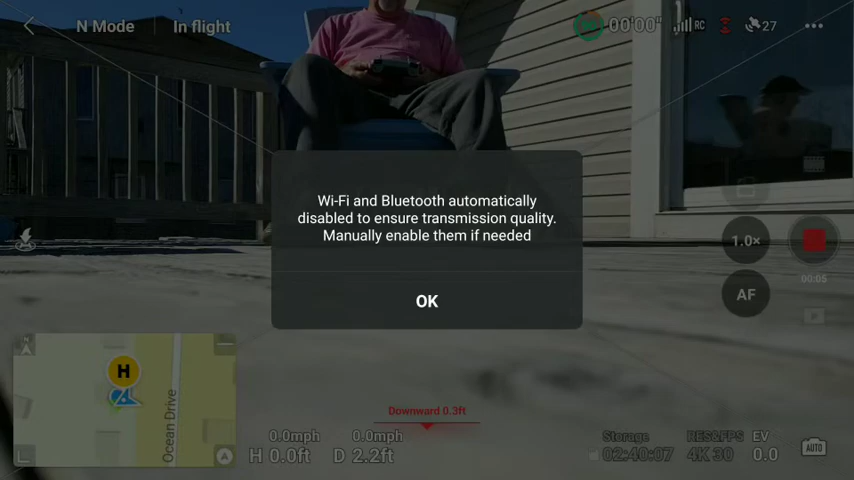 N Mode In flight 00'00" RC 27
Wi-Fi and Bluetooth automatically
disabled to ensure transmission quality.
Manually enable them if needed
1.0×
00:05
OK
AF
P
N
H
Ocean Drive
Downward 0.3ft
0.0mph 0.0mph
H 0.0ft D 2.2ft
Storage RES&FPS EV
02:40:07 4K 30 0.0
AUTO